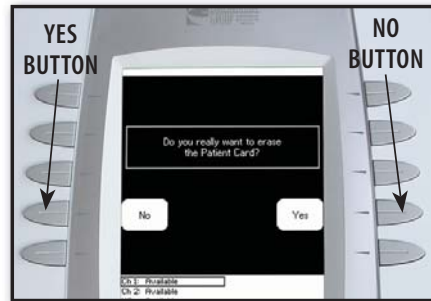 YES
BUTTON
NO
BUTTON
Do you really want to erase
the Patient Card?
No
Yes
Ch 1: Available
Ch 2: Available